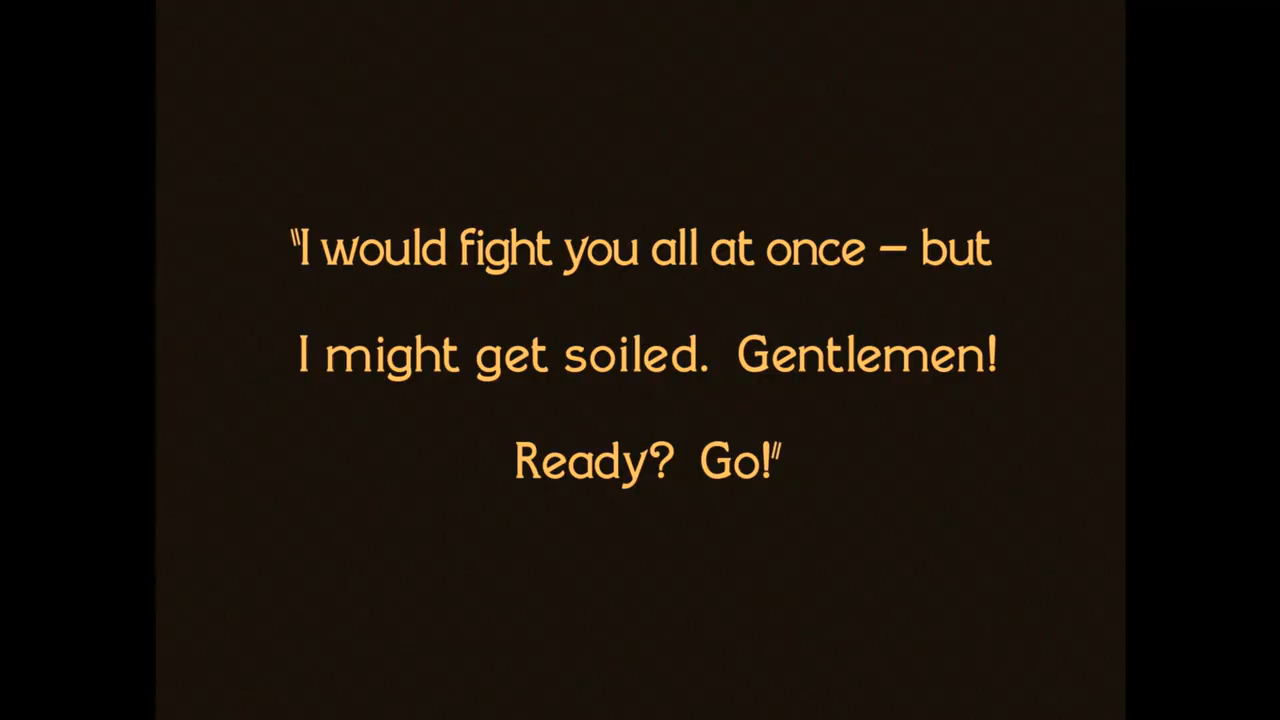 "I would fight you all at once – but
I might get soiled.  Gentlemen!
Ready?  Go!"